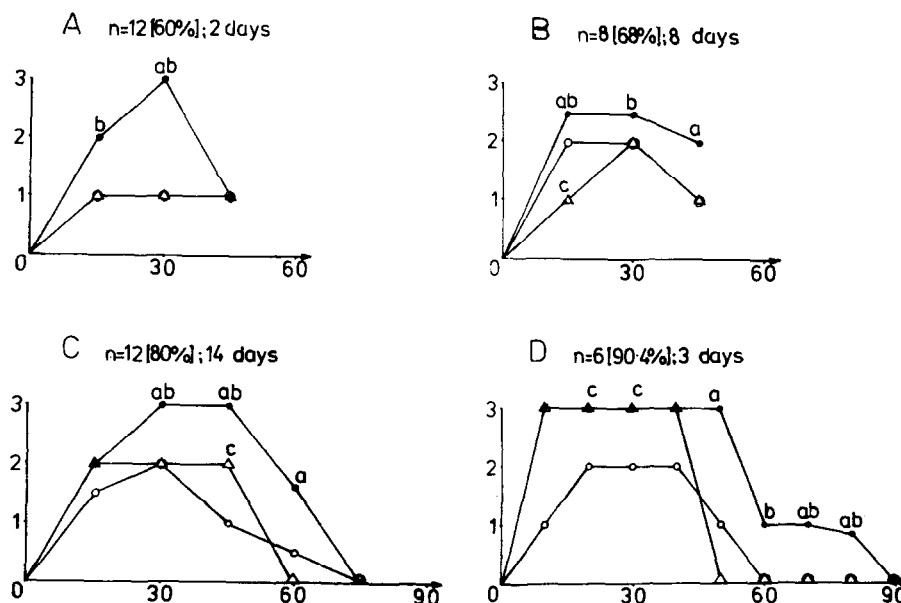 A n=12[60%]; 2 days
3
2
1
0
30
60
b
ab
B n=8[68%]; 8 days
3
2
1
0
30
60
ab
b
a
c
C n=12[80%]; 14 days
3
2
1
0
30
60
90
ab
ab
c
a
D n=6[90·4%]; 3 days
3
2
1
0
30
60
90
c
c
a
b
ab
ab